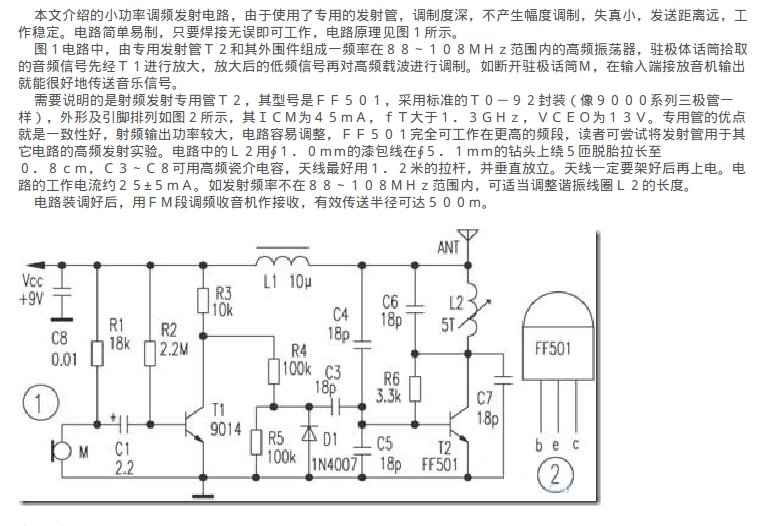 本文介绍的小功率调频发射电路，由于使用了专用的发射管，调制度深，不产生幅度调制，失真小，发送距离远，工
作稳定。电路简单易制，只要焊接无误即可工作，电路原理见图１所示。
图１电路中，由专用发射管Ｔ２和其外围件组成一频率在８８～１０８ＭＨｚ范围内的高频振荡器，驻极体话筒拾取
的音频信号先经Ｔ１进行放大，放大后的低频信号再对高频载波进行调制。如断开驻极话筒Ｍ，在输入端接放音机输出
就能很好地传送音乐信号。
需要说明的是射频发射专用管Ｔ２，其型号是ＦＦ５０１，采用标准的Ｔ０－９２封装（像９０００系列三极管一
样），外形及引脚排列如图２所示，其ＩＣＭ为４５ｍＡ，ｆＴ大于１．３ＧＨｚ，ＶＣＥＯ为１３Ｖ。专用管的优点
就是一致性好，射频输出功率较大，电路容易调整，ＦＦ５０１完全可工作在更高的频段，读者可尝试将发射管用于其
它电路的高频发射实验。电路中的Ｌ２用∮１．０ｍｍ的漆包线在∮５．１ｍｍ的钻头上绕５匝脱胎拉长至
０．８ｃｍ，Ｃ３～Ｃ８可用高频瓷介电容，天线最好用１．２米的拉杆，并垂直放立。天线一定要架好后再上电。电
路的工作电流约２５±５ｍＡ。如发射频率不在８８～１０８ＭＨｚ范围内，可适当调整谐振线圈Ｌ２的长度。
电路装调好后，用ＦＭ段调频收音机作接收，有效传送半径可达５００ｍ。
ANT
Vcc
+9V
L1 10μ
R3
10k
C8
0.01
R1
18k
R2
2.2M
C4
18p
C6
18p
L2
5T
FF501
R4
100k
C3
18p
R6
3.3k
C7
18p
1
T1
9014
+
M
C1
2.2
R5
100k
D1
1N4007
C5
18p
T2
FF501
b e c
2